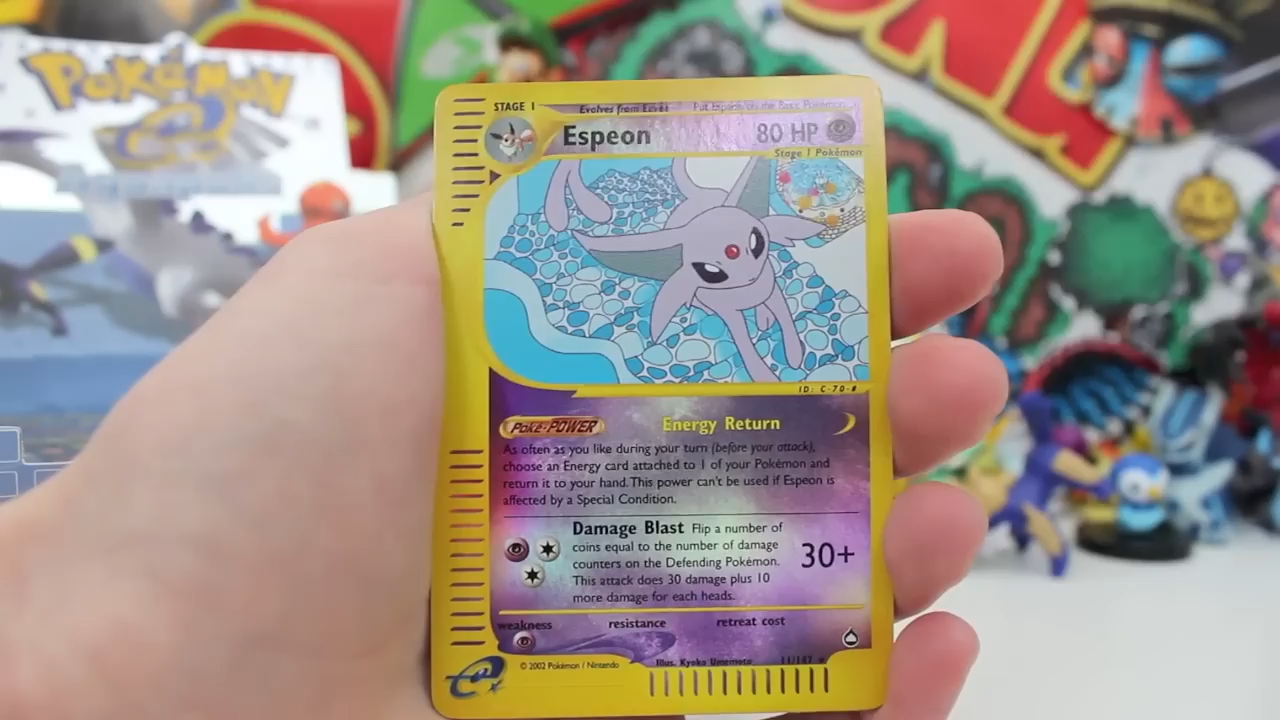 Pokémon
STAGE 1
Evolves from Eevee
Put Espeon on the Basic Pokémon
Espeon
80 HP
Stage 1 Pokémon
ID: C-70-#
Poké-POWER
Energy Return
As often as you like during your turn (before your attack),
choose an Energy card attached to 1 of your Pokémon and
return it to your hand. This power can't be used if Espeon is
affected by a Special Condition.
Damage Blast Flip a number of
coins equal to the number of damage
counters on the Defending Pokémon.
This attack does 30 damage plus 10
more damage for each heads.
30+
weakness
resistance
retreat cost
© 2002 Pokémon / Nintendo
Illus. Kyoko Umemoto
11/147
e